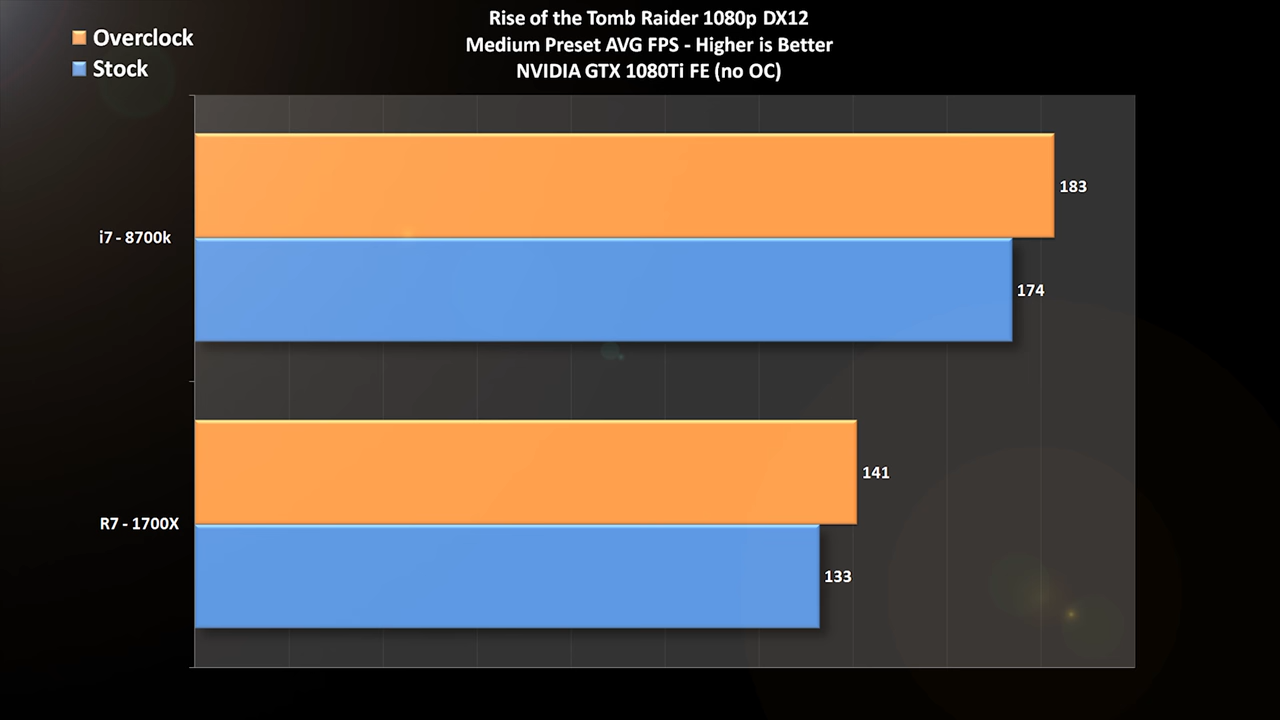 Rise of the Tomb Raider 1080p DX12
Medium Preset AVG FPS - Higher is Better
NVIDIA GTX 1080Ti FE (no OC)
Overclock
Stock
i7 - 8700k
183
174
R7 - 1700X
141
133